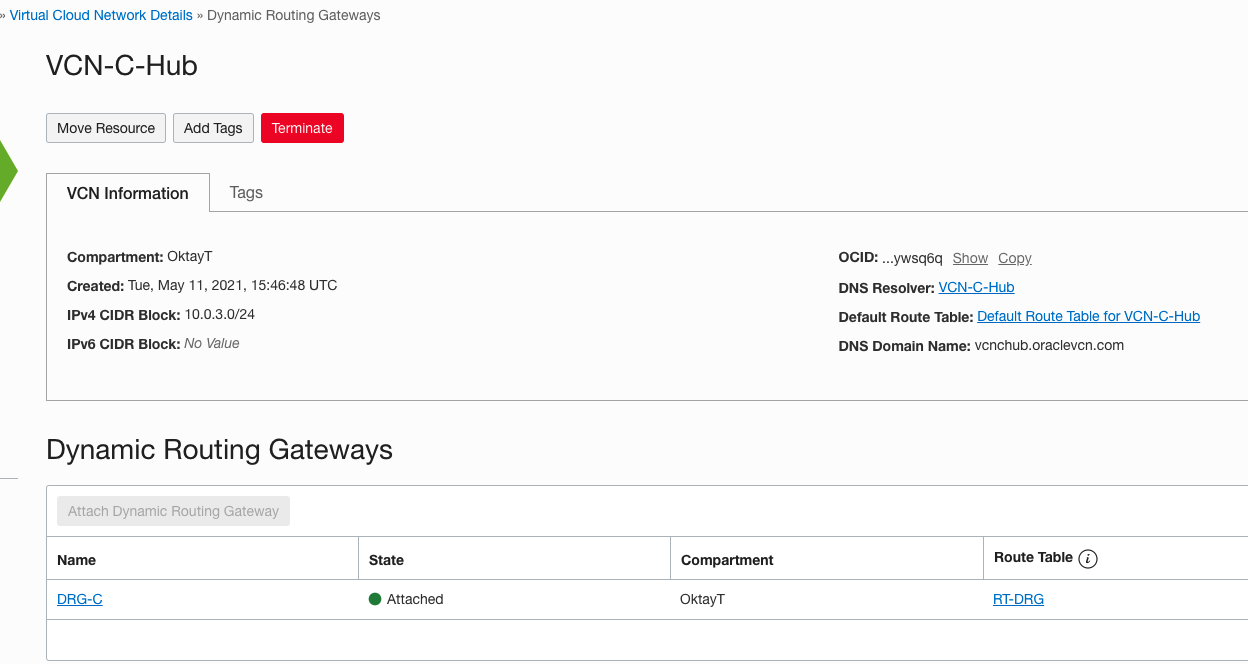 » Virtual Cloud Network Details » Dynamic Routing Gateways
VCN-C-Hub
Move Resource Add Tags Terminate
VCN Information Tags
Compartment: OktayT
Created: Tue, May 11, 2021, 15:46:48 UTC
IPv4 CIDR Block: 10.0.3.0/24
IPv6 CIDR Block: No Value
OCID: ...ywsq6q Show Copy
DNS Resolver: VCN-C-Hub
Default Route Table: Default Route Table for VCN-C-Hub
DNS Domain Name: vcnchub.oraclevcn.com
Dynamic Routing Gateways
Attach Dynamic Routing Gateway
Name State Compartment Route Table i
DRG-C Attached OktayT RT-DRG